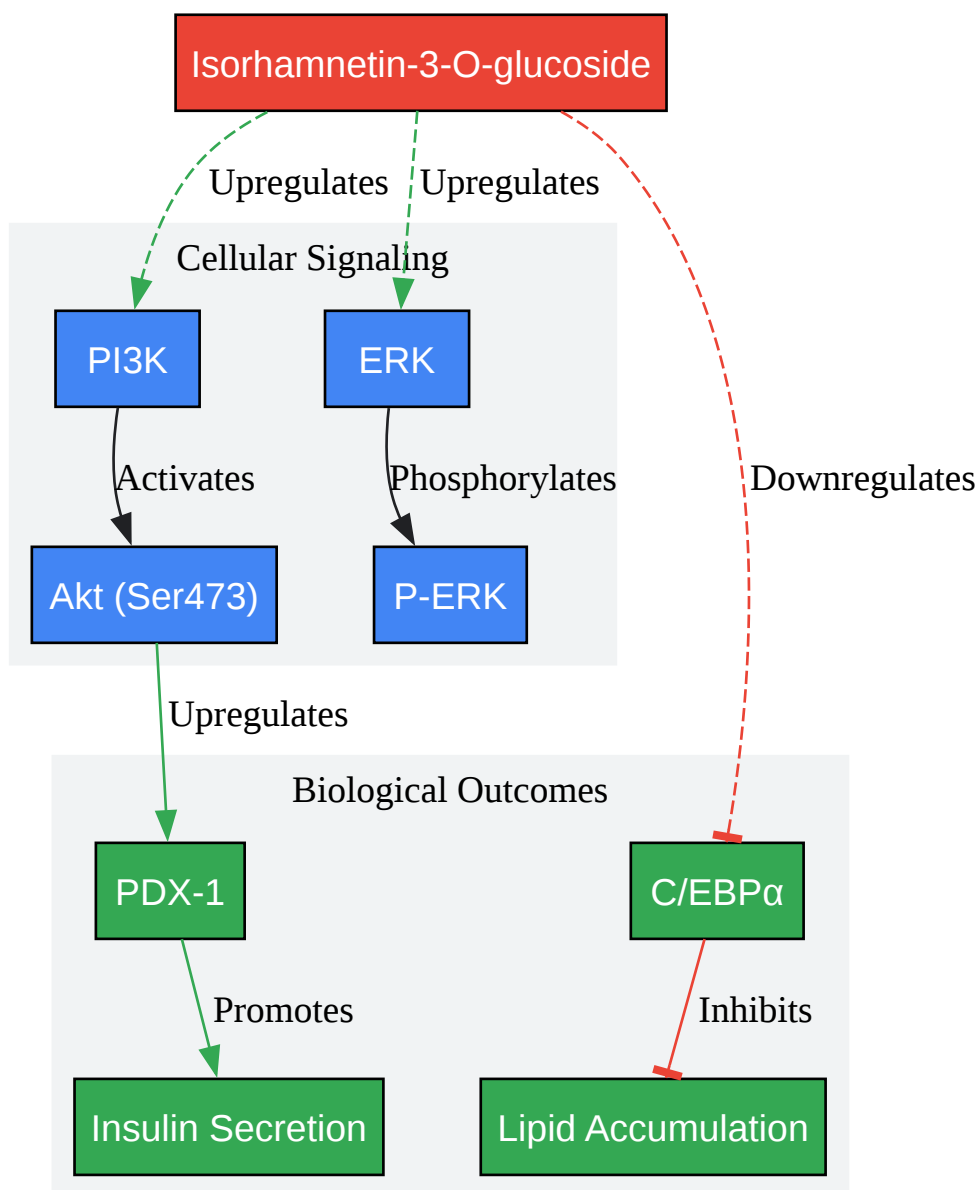 Isorhamnetin-3-O-glucoside
Upregulates
Upregulates
Cellular Signaling
PI3K
ERK
Activates
Phosphorylates
Downregulates
Akt (Ser473)
P-ERK
Upregulates
Biological Outcomes
PDX-1
C/EBPα
Promotes
Inhibits
Insulin Secretion
Lipid Accumulation